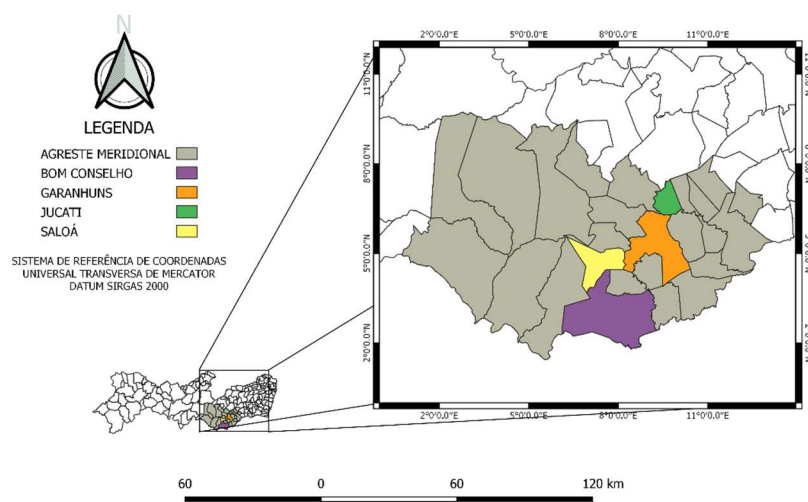 N
LEGENDA
AGRESTE MERIDIONAL
BOM CONSELHO
GARANHUNS
JUCATI
SALOÁ
SISTEMA DE REFERÊNCIA DE COORDENADAS
UNIVERSAL TRANSVERSA DE MERCATOR
DATUM SIRGAS 2000
2°0'0.0"E 5°0'0.0"E 8°0'0.0"E 11°0'0.0"E
11°0'0.0"N
8°0'0.0"N
5°0'0.0"N
2°0'0.0"N
2°0'0.0"E 5°0'0.0"E 8°0'0.0"E 11°0'0.0"E
60 0 60 120 km